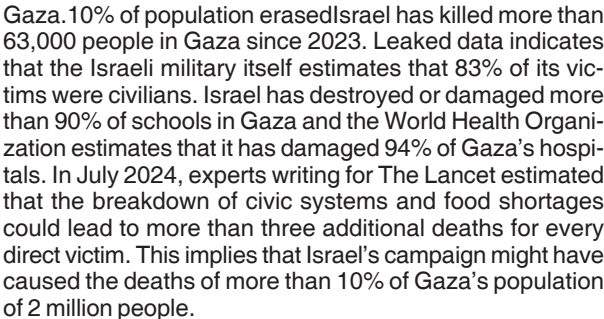 Gaza.10% of population erasedIsrael has killed more than
63,000 people in Gaza since 2023. Leaked data indicates
that the Israeli military itself estimates that 83% of its vic-
tims were civilians. Israel has destroyed or damaged more
than 90% of schools in Gaza and the World Health Organi-
zation estimates that it has damaged 94% of Gaza’s hospi-
tals. In July 2024, experts writing for The Lancet estimated
that the breakdown of civic systems and food shortages
could lead to more than three additional deaths for every
direct victim. This implies that Israel’s campaign might have
caused the deaths of more than 10% of Gaza’s population
of 2 million people.